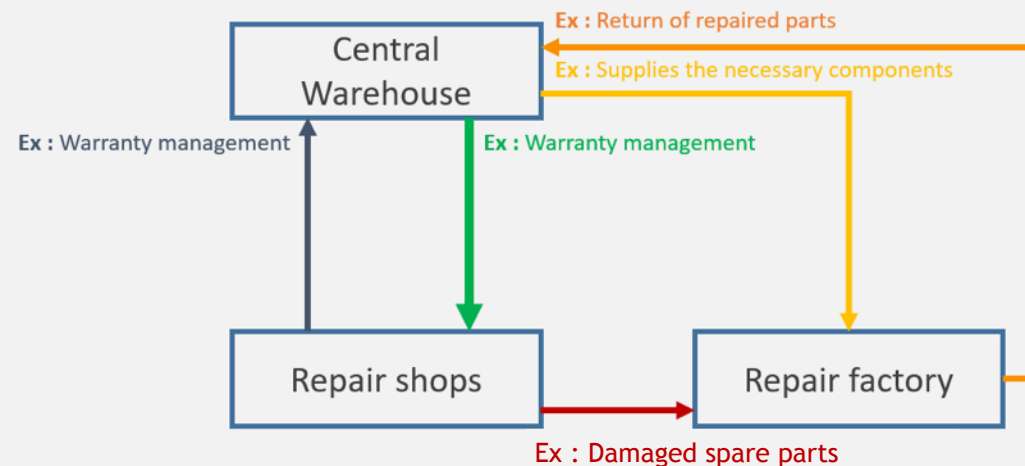 Ex : Return of repaired parts
Central
Warehouse
Ex : Supplies the necessary components
Ex : Warranty management
Ex : Warranty management
Repair shops
Repair factory
Ex : Damaged spare parts